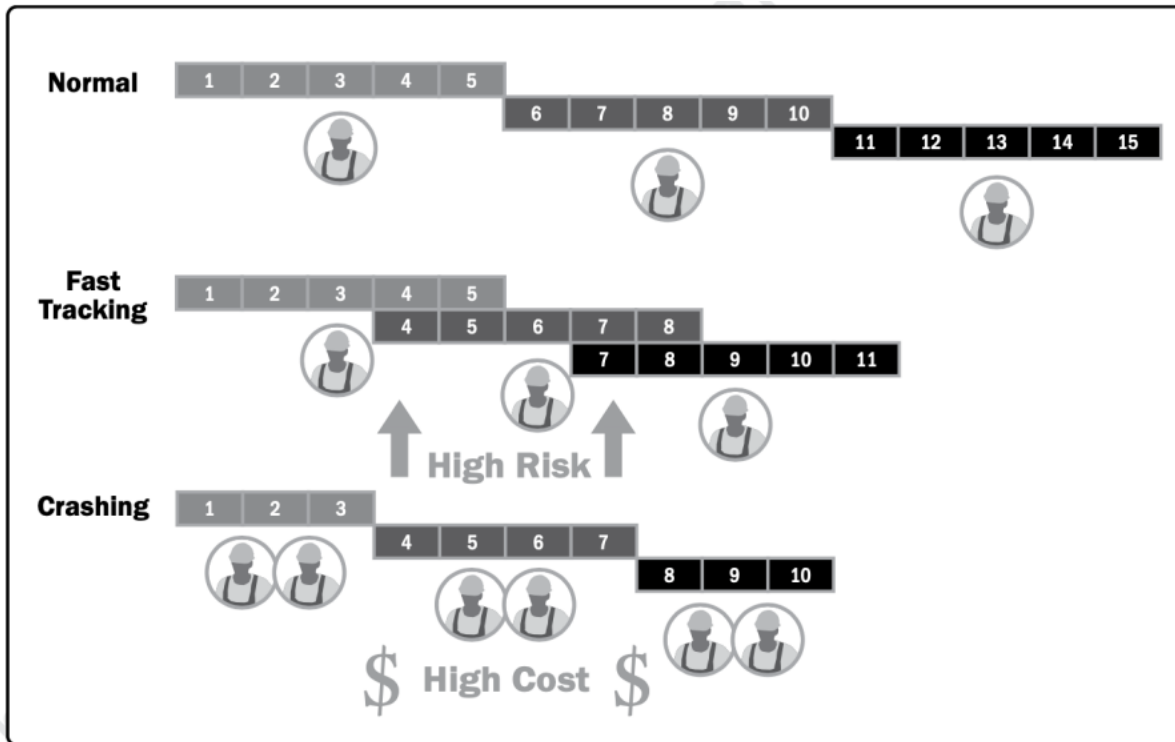 Normal
1 2 3 4 5
6 7 8 9 10
11 12 13 14 15
Fast
Tracking
1 2 3 4 5
4 5 6 7 8
7 8 9 10 11
High Risk
Crashing
1 2 3
4 5 6 7
8 9 10
$ High Cost $